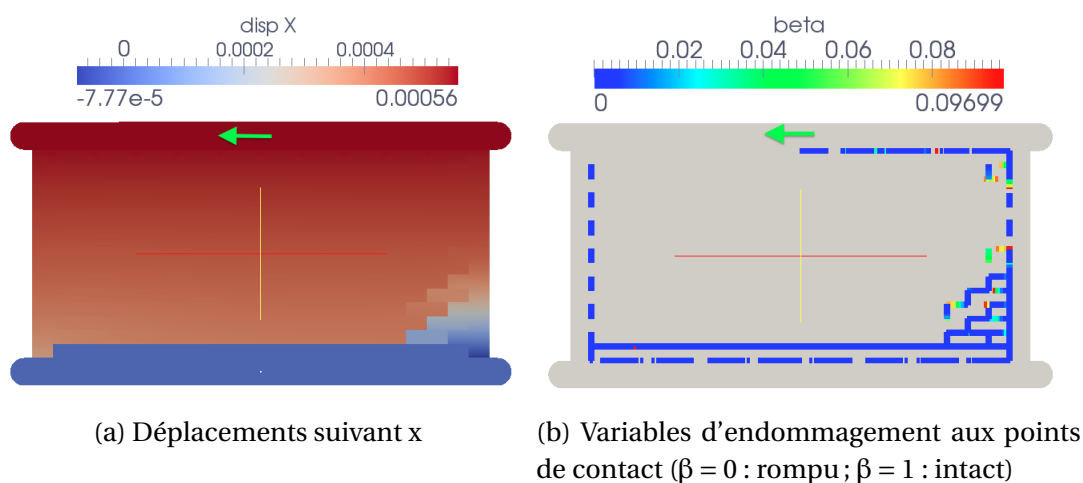 disp X
0 0.0002 0.0004
-7.77e-5 0.00056
beta
0.02 0.04 0.06 0.08
0 0.09699
(a) Déplacements suivant x
(b) Variables d'endommagement aux points
de contact (β = 0 : rompu ; β = 1 : intact)